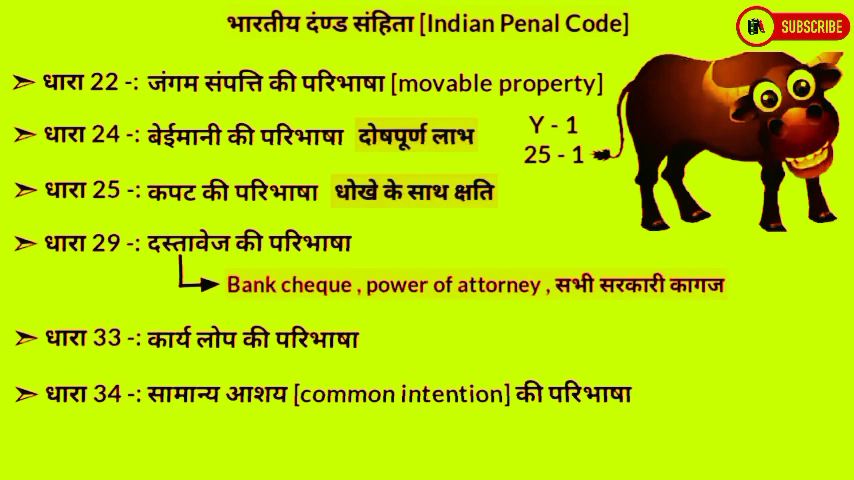 भारतीय दंण्ड संहिता [Indian Penal Code]
SUBSCRIBE
➣ धारा 22 -: जंगम संपत्ति की परिभाषा [movable property]
➣ धारा 24 -: बेईमानी की परिभाषा दोषपूर्ण लाभ
Y - 1
25 - 1
➣ धारा 25 -: कपट की परिभाषा धोखे के साथ क्षति
➣ धारा 29 -: दस्तावेज की परिभाषा
Bank cheque , power of attorney , सभी सरकारी कागज
➣ धारा 33 -: कार्य लोप की परिभाषा
➣ धारा 34 -: सामान्य आशय [common intention] की परिभाषा